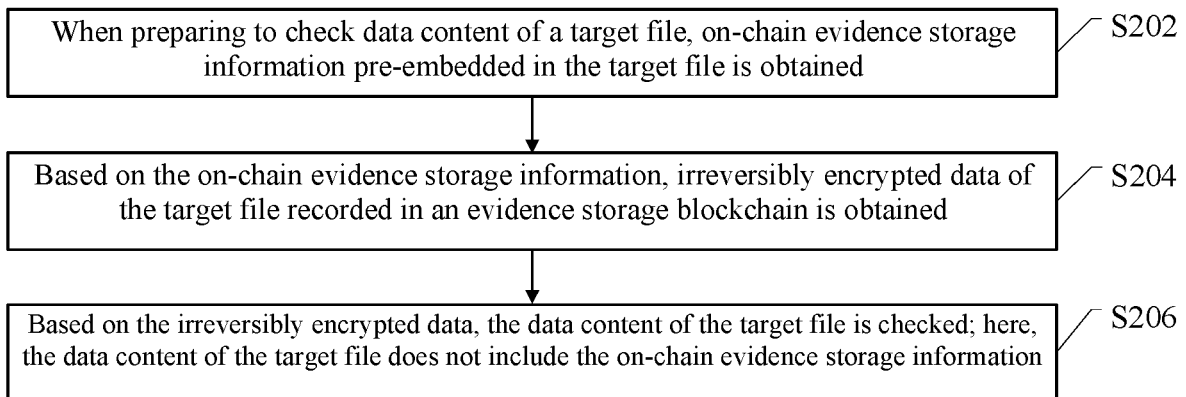 When preparing to check data content of a target file, on-chain evidence storage
information pre-embedded in the target file is obtained
S202
Based on the on-chain evidence storage information, irreversibly encrypted data of
the target file recorded in an evidence storage blockchain is obtained
S204
Based on the irreversibly encrypted data, the data content of the target file is checked; here,
the data content of the target file does not include the on-chain evidence storage information
S206